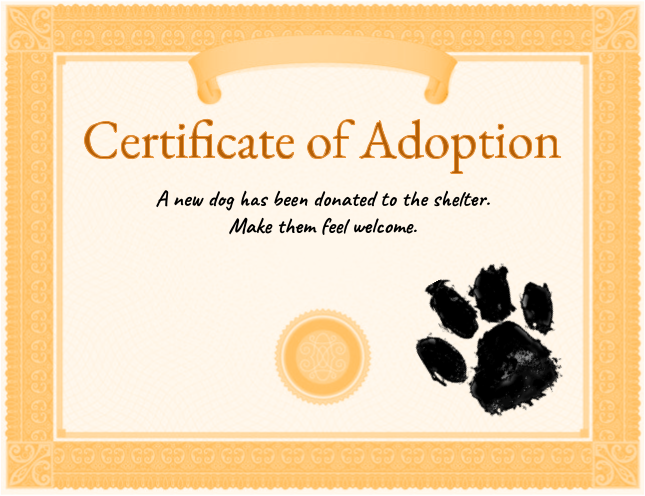 Certificate of Adoption
A new dog has been donated to the shelter.
Make them feel welcome.